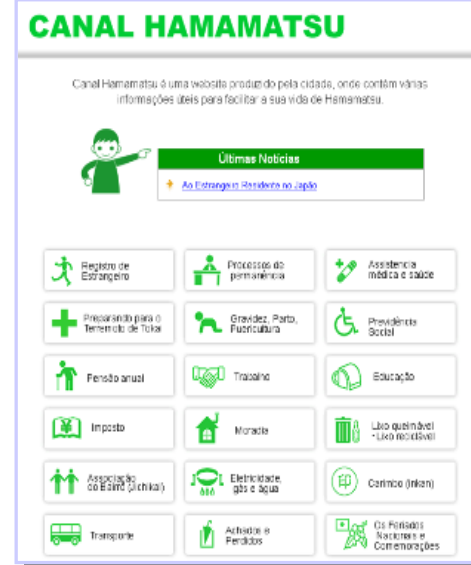 CANAL HAMAMATSU
Canal Hamamatsu é uma website produzido pela cidade, onde contêm várias
informações úteis para facilitar a sua vida de Hamamatsu.
Últimas Notícias
Ao Estrangeiro Residente no Japão
Registro de
Estrangeiro
Processos de
permanência
Assistencia
médica e saúde
Preparando para o
Terremoto de Tokai
Gravidez, Parto,
Puericultura
Previdência
Social
Pensão anual
Trabalho
Educação
¥
Imposto
Moradia
Lixo queimável
・Lixo reciclável
Associação
do Bairro (Jichikai)
Eletricidade,
gás e água
印
Carimbo (Inkan)
Transporte
Achados e
Perdidos
Os Feriados
Nacionais e
Comemorações